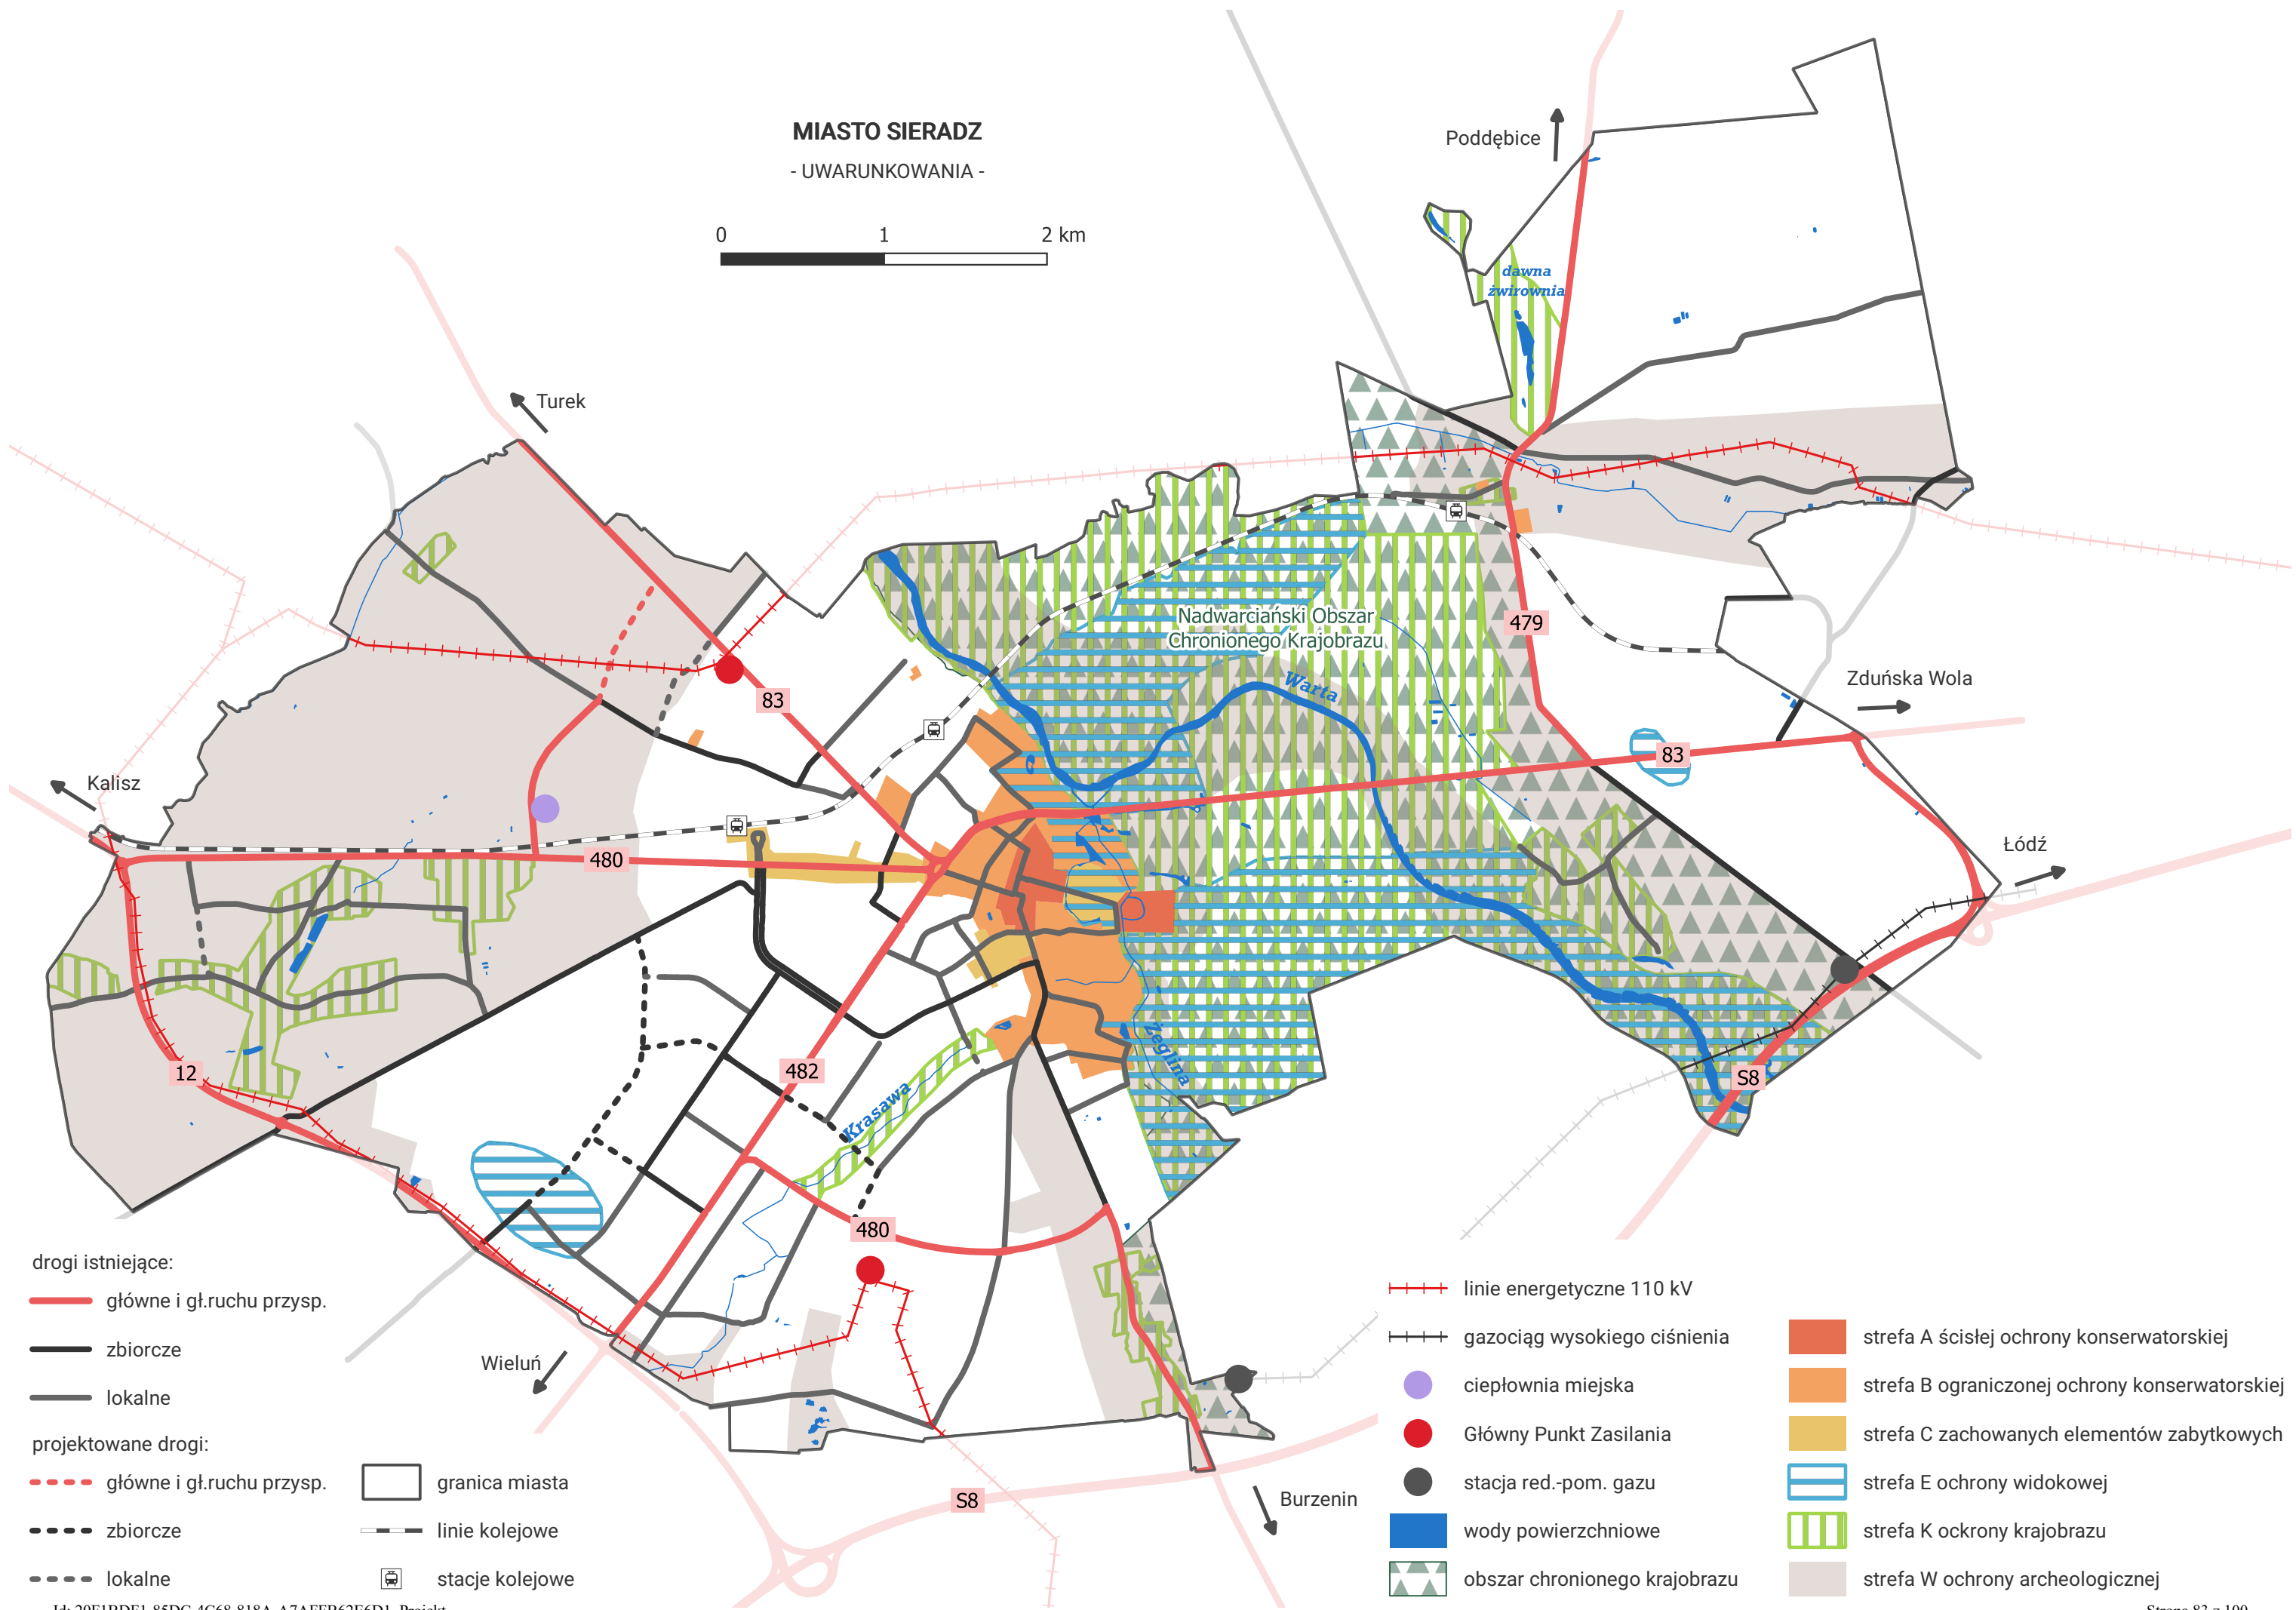 MIASTO SIERADZ
- UWARUNKOWANIA -
0 1 2 km
Poddębice
dawna
żwirownia
Turek
Nadwarciański Obszar
Chronionego Krajobrazu
479
Zduńska Wola
Warta
83
83
Kalisz
480
Łódź
12
482
Żeglina
S8
Krasawa
480
Wieluń
S8
Burzenin
drogi istniejące:
główne i gł.ruchu przysp.
zbiorcze
lokalne
projektowane drogi:
główne i gł.ruchu przysp.
zbiorcze
lokalne
granica miasta
linie kolejowe
stacje kolejowe
linie energetyczne 110 kV
gazociąg wysokiego ciśnienia
ciepłownia miejska
Główny Punkt Zasilania
stacja red.-pom. gazu
wody powierzchniowe
obszar chronionego krajobrazu
strefa A ścisłej ochrony konserwatorskiej
strefa B ograniczonej ochrony konserwatorskiej
strefa C zachowanych elementów zabytkowych
strefa E ochrony widokowej
strefa K ockrony krajobrazu
strefa W ochrony archeologicznej